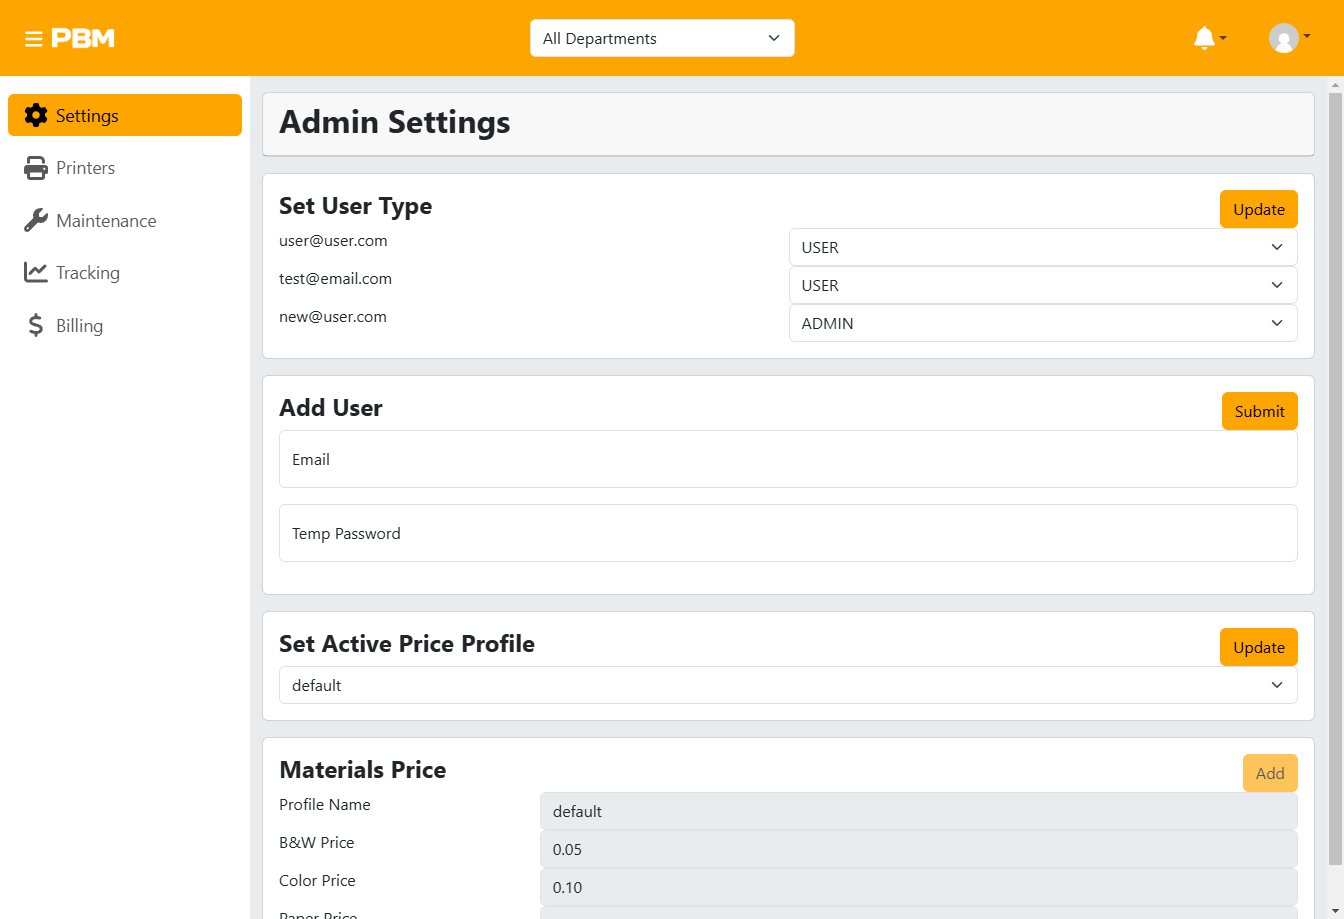 PBM
All Departments
Settings
Printers
Maintenance
Tracking
Billing
Admin Settings
Set User Type
Update
user@user.com
USER
test@email.com
USER
new@user.com
ADMIN
Add User
Submit
Email
Temp Password
Set Active Price Profile
Update
default
Materials Price
Add
Profile Name
default
B&W Price
0.05
Color Price
0.10
Paper Price